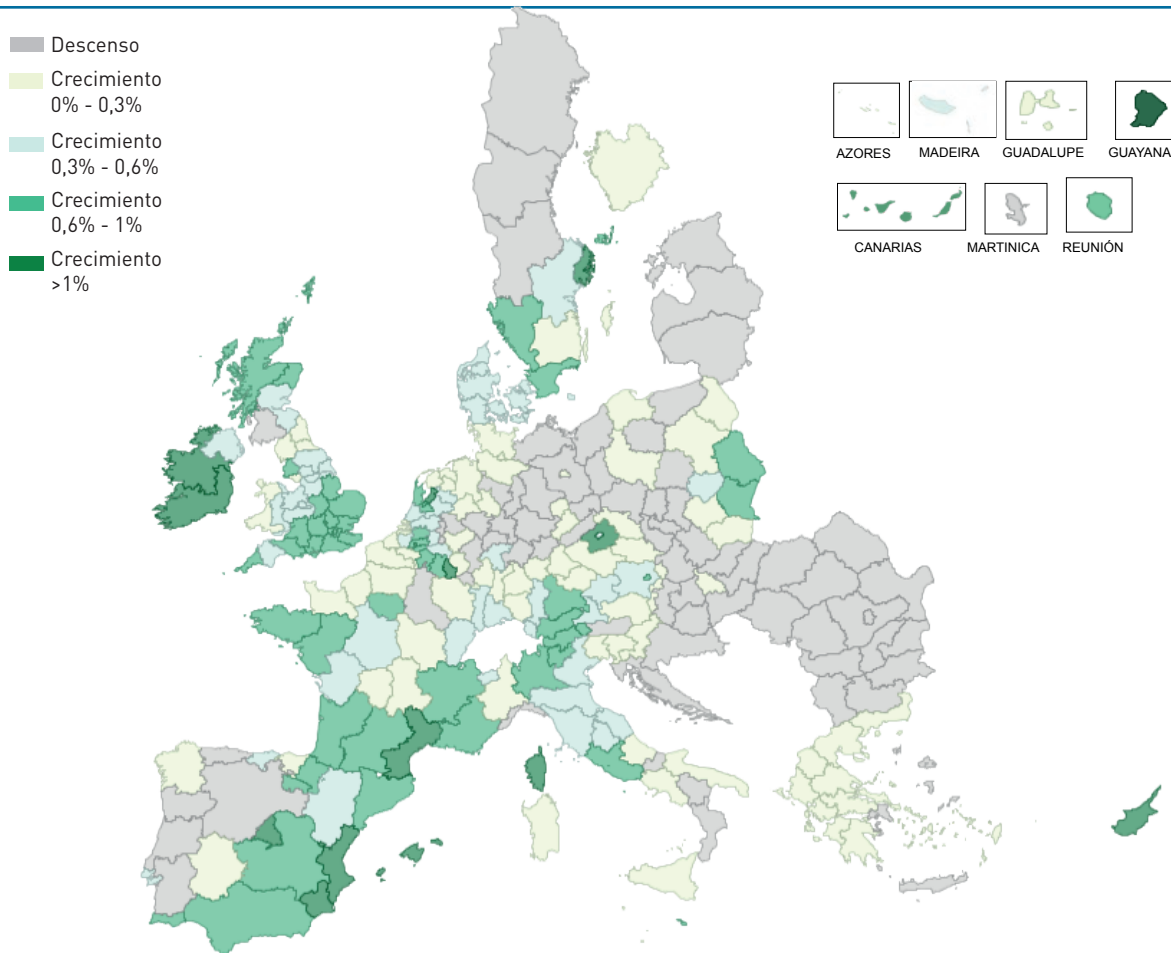 Descenso
Crecimiento
0% - 0,3%
Crecimiento
0,3% - 0,6%
Crecimiento
0,6% - 1%
Crecimiento
>1%
AZORES
MADEIRA
GUADALUPE
GUAYANA
CANARIAS
MARTINICA
REUNIÓN